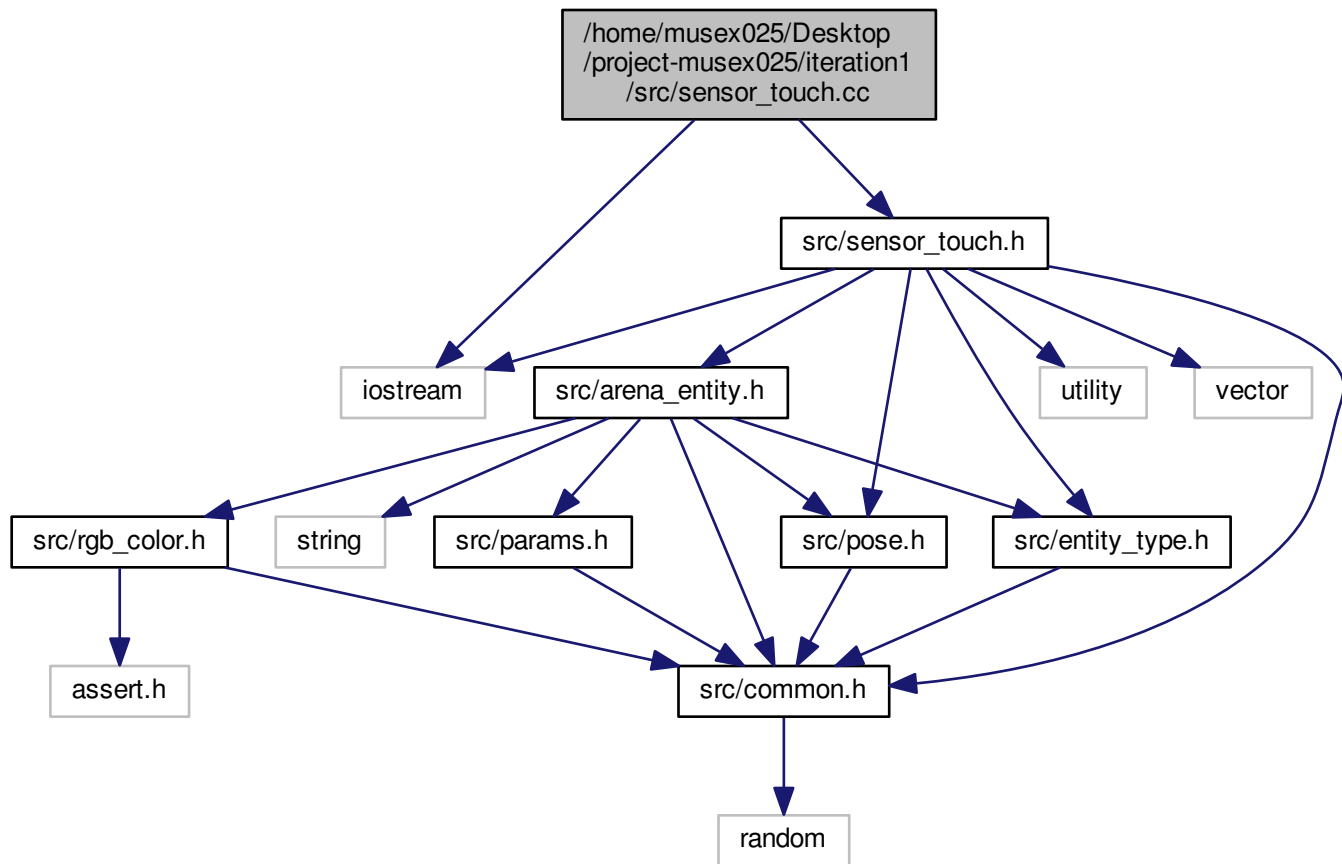 /home/musex025/Desktop
/project-musex025/iteration1
/src/sensor_touch.cc
src/sensor_touch.h
iostream
src/arena_entity.h
utility
vector
src/rgb_color.h
string
src/params.h
src/pose.h
src/entity_type.h
assert.h
src/common.h
random